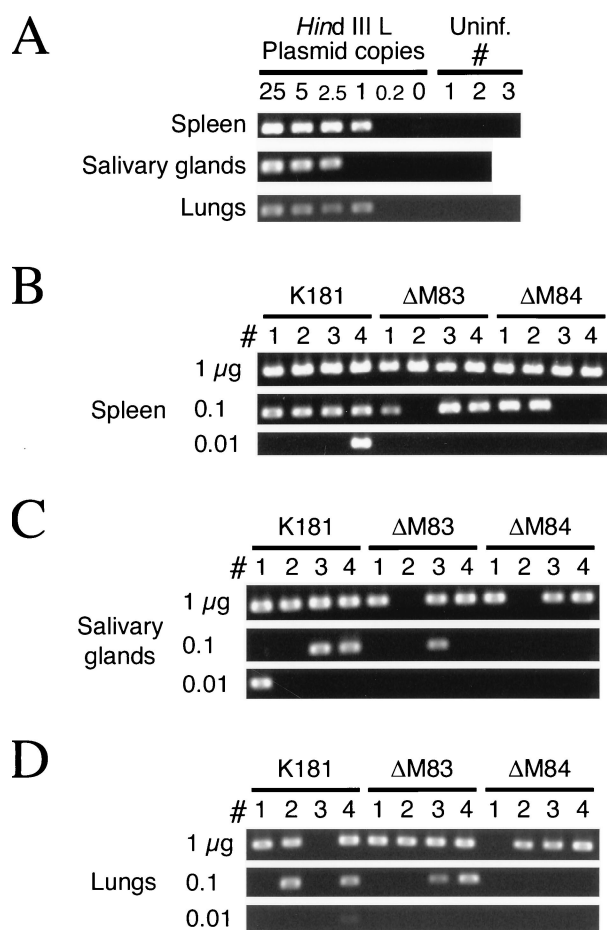 A
Hind III L
Plasmid copies
Uninf.
#
25 5 2.5 1 0.2 0 1 2 3
Spleen
Salivary glands
Lungs
B
K181 ΔM83 ΔM84
# 1 2 3 4 1 2 3 4 1 2 3 4
1 µg
Spleen 0.1
0.01
C
K181 ΔM83 ΔM84
# 1 2 3 4 1 2 3 4 1 2 3 4
1 µg
Salivary
glands
0.1
0.01
D
K181 ΔM83 ΔM84
# 1 2 3 4 1 2 3 4 1 2 3 4
1 µg
Lungs 0.1
0.01